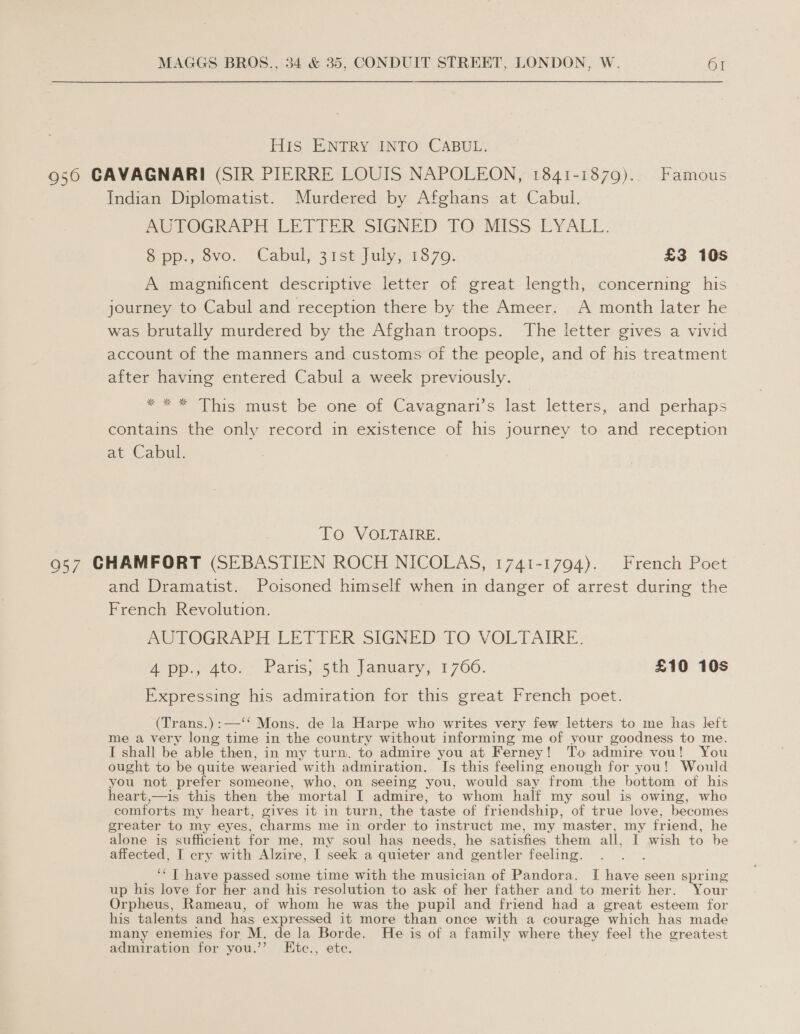 MAGGS BROS., 34 & 35, CONDUIT STREET, LONDON, W. 61
HIS ENTRY INTO CABUL.
956 CAVAGNARI (SIR PIERRE LOUIS NAPOLEON, 1841-1879). Famous
Indian Diplomatist. Murdered by Afghans at Cabul.
AUTOGRAPH LETTER SIGNED TO MISS LYALL.
8 pp., 8vo. Cabul, 31st July, 1879. £3 10s
A magnificent descriptive letter of great length, concerning his
journey to Cabul and reception there by the Ameer. A month later he
was brutally murdered by the Afghan troops. The letter gives a vivid
account of the manners and customs of the people, and of his treatment
after having entered Cabul a week previously.
* * * This must be one of Cavagnari's last letters, and perhaps
contains the only record in existence of his journey to and reception
at Cabul.
TO VOLTAIRE.
957 CHAMFORT (SEBASTIEN ROCH NICOLAS, 1741-1794). French Poet
and Dramatist. Poisoned himself when in danger of arrest during the
French Revolution.
AUTOGRAPH LETTER SIGNED TO VOLTAIRE.
4 pp., 4to. Paris, 5th January, 1766. £10 10s
Expressing his admiration for this great French poet.
(Trans.):—“ Mons. de la Harpe who writes very few letters to me has left
me a very long time in the country without informing me of your goodness to me.
I shall be able then, in my turn, to admire you at Ferney! To admire you! You
ought to be quite wearied with admiration. Is this feeling enough for you! Would
you not prefer someone, who, on seeing you, would say from the bottom of his
heart,—is this then the mortal I admire, to whom half my soul is owing, who
comforts my heart, gives it in turn, the taste of friendship, of true love, becomes
greater to my eyes, charms me in order to instruct me, my master, my friend, he
alone is sufficient for me, my soul has needs, he satisfies them all, I wish to be
affected, I cry with Alzire, I seek a quieter and gentler feeling. . . .
“ I have passed some time with the musician of Pandora. I have seen spring
up his love for her and his resolution to ask of her father and to merit her. Your
Orpheus, Rameau, of whom he was the pupil and friend had a great esteem for
his talents and has expressed it more than once with a courage which has made
many enemies for M. de la Borde. He is of a family where they feel the greatest
admiration for you.” Etc., etc.